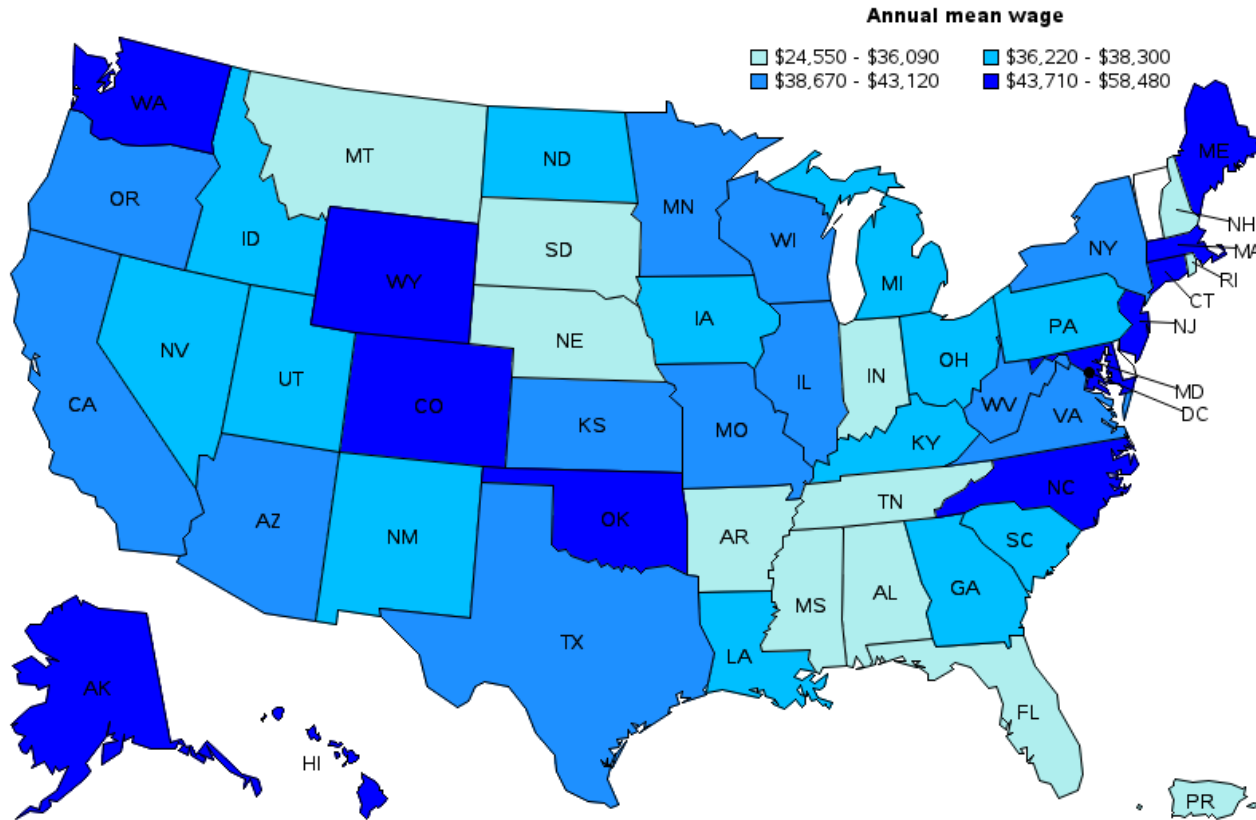 Annual mean wage
$24,550 - $36,090 $36,220 - $38,300
$38,670 - $43,120 $43,710 - $58,480
WA
ME
MT
ND
OR
MN
NH
ID
SD
WI
NY
MA
WY
MI
RI
CT
IA
PA
NJ
NE
NV
OH
UT
IN
IL
MD
CA
CO
WV
DC
KS
MO
VA
KY
NC
TN
AZ
OK
NM
AR
SC
GA
MS
AL
TX
LA
AK
FL
HI
PR